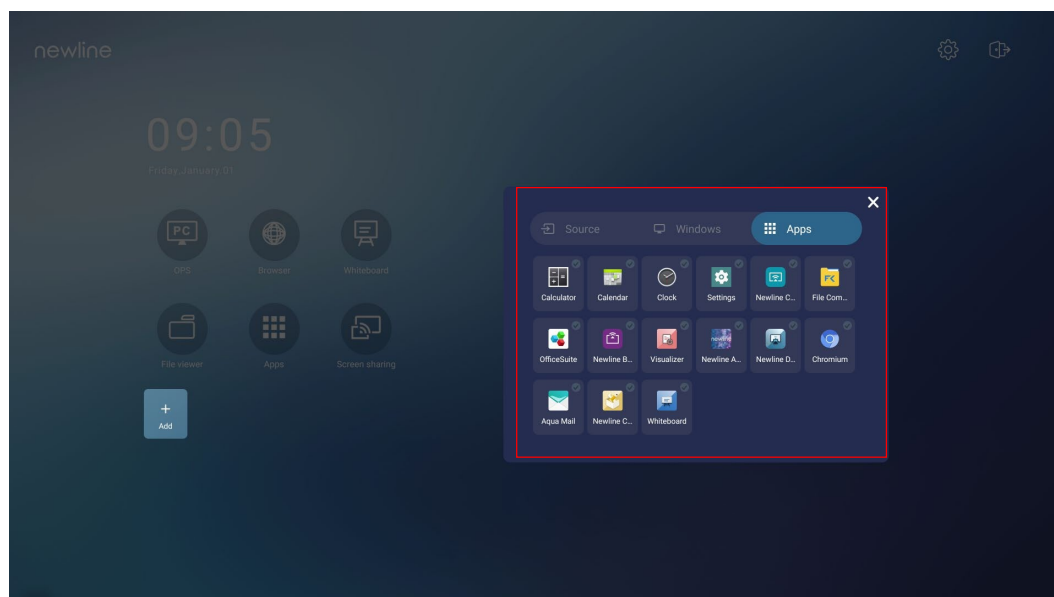 newline
09:05
Friday January 01
PC
OPS
Browser
Whiteboard
File viewer
Apps
Screen sharing
+
Add
Source
Windows
Apps
Calculator
Calendar
Clock
Settings
Newline C...
File Com...
OfficeSuite
Newline B...
Visualizer
Newline A...
Newline D...
Chromium
Aqua Mail
Newline C...
Whiteboard